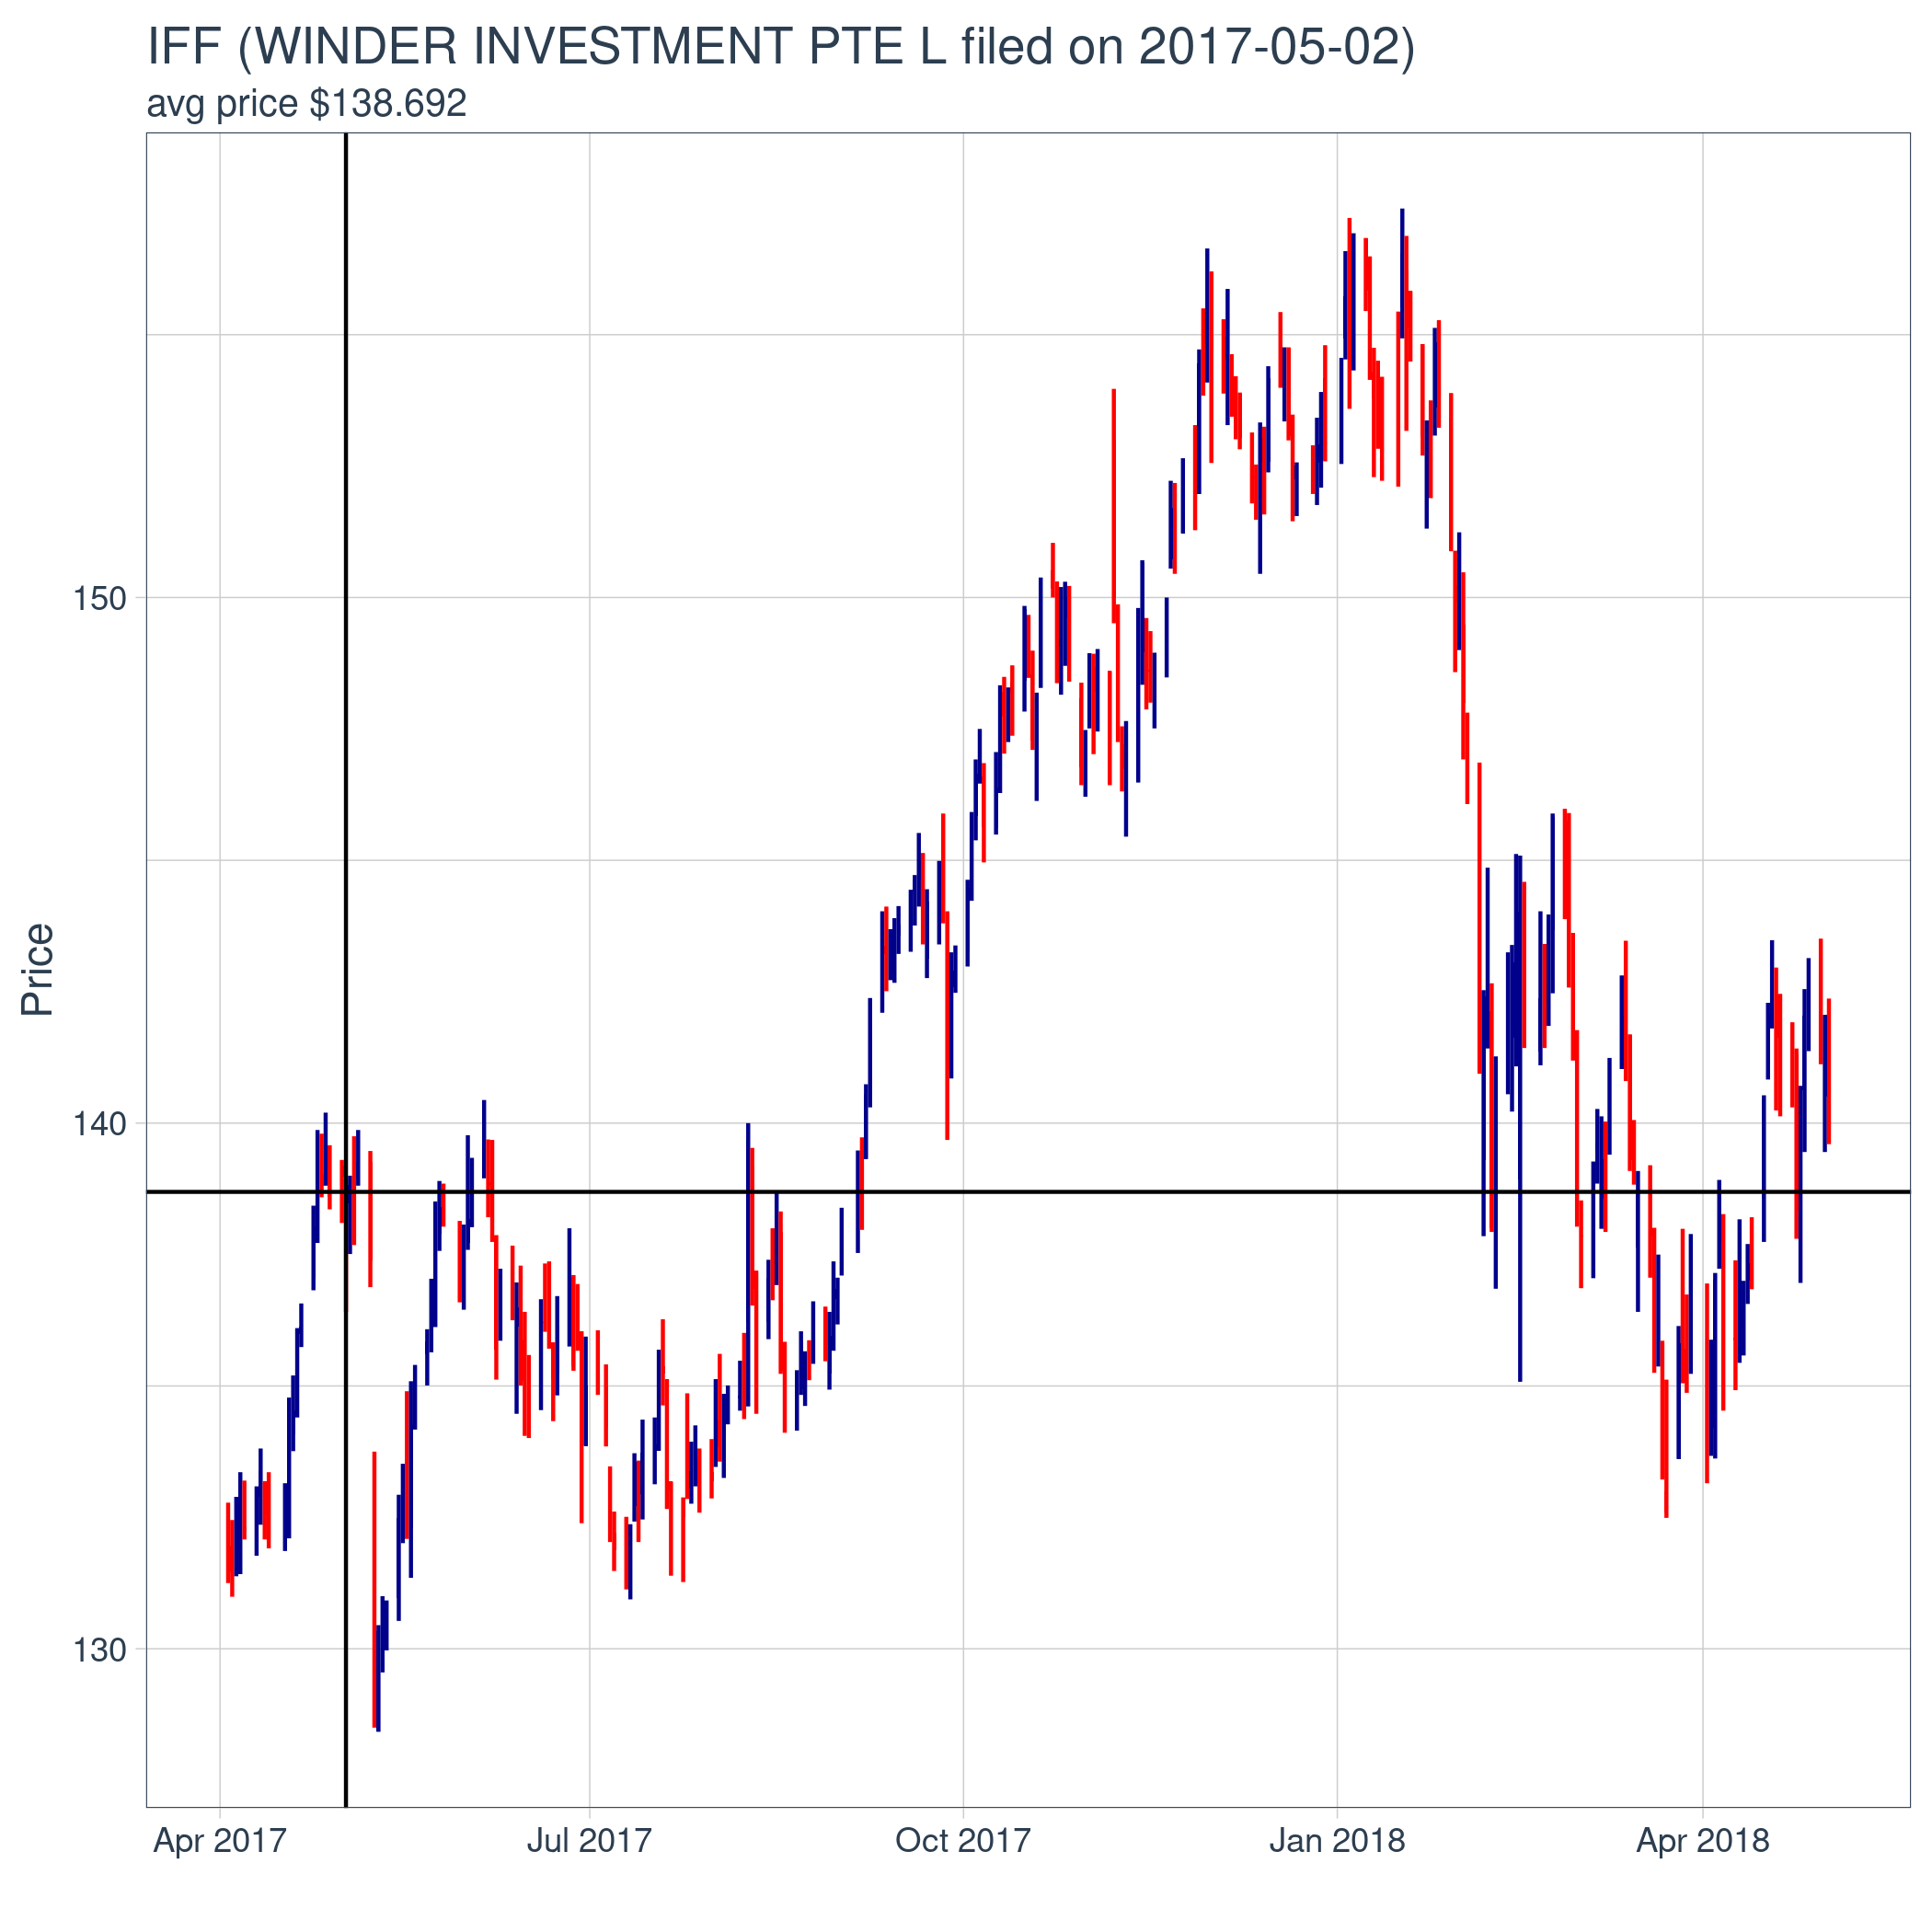 IFF (WINDER INVESTMENT PTE L filed on 2017-05-02)
avg price $138.692
Price
150
140
130
Apr 2017
Jul 2017
Oct 2017
Jan 2018
Apr 2018